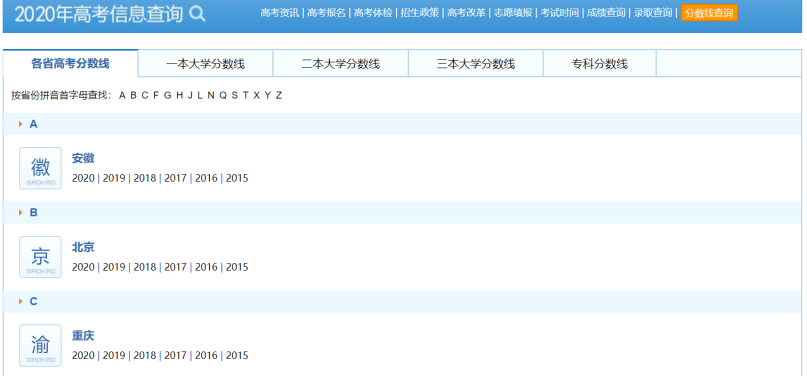 2020年高考信息查询
高考资讯 | 高考报名 | 高考体检 | 招生政策 | 高考改革 | 志愿填报 | 考试时间 | 成绩查询 | 录取查询 | 分数线查询
各省高考分数线 一本大学分数线 二本大学分数线 三本大学分数线 专科分数线
按省份拼音首字母查找： A B C F G H J L N Q S T X Y Z
A
徽
GAOKAO
安徽
2020 | 2019 | 2018 | 2017 | 2016 | 2015
B
京
GAOKAO
北京
2020 | 2019 | 2018 | 2017 | 2016 | 2015
C
渝
GAOKAO
重庆
2020 | 2019 | 2018 | 2017 | 2016 | 2015